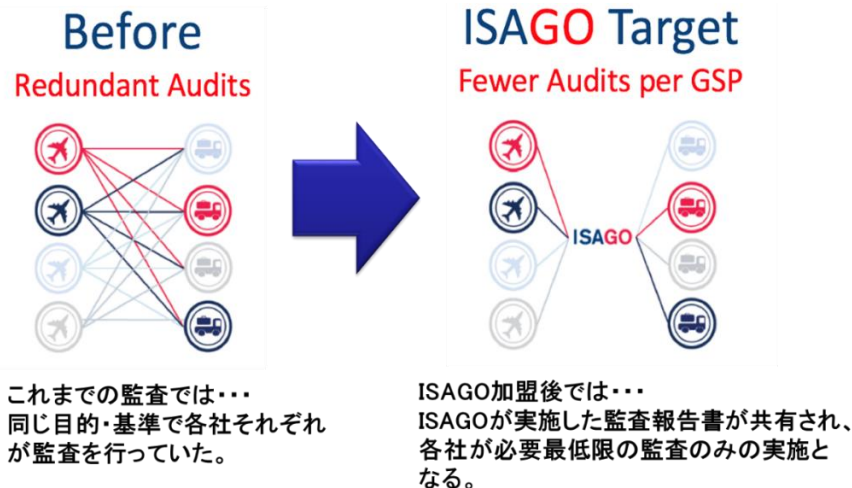 Before
Redundant Audits
ISAGO Target
Fewer Audits per GSP
ISAGO
これまでの監査では・・・
同じ目的・基準で各社それぞれ
が監査を行っていた。
ISAGO加盟後では・・・
ISAGOが実施した監査報告書が共有され、
各社が必要最低限の監査のみの実施と
なる。